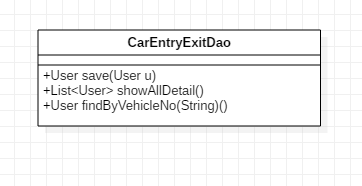 CarEntryExitDao
+User save(User u)
+List<User> showAllDetail()
+User findByVehicleNo(String)()